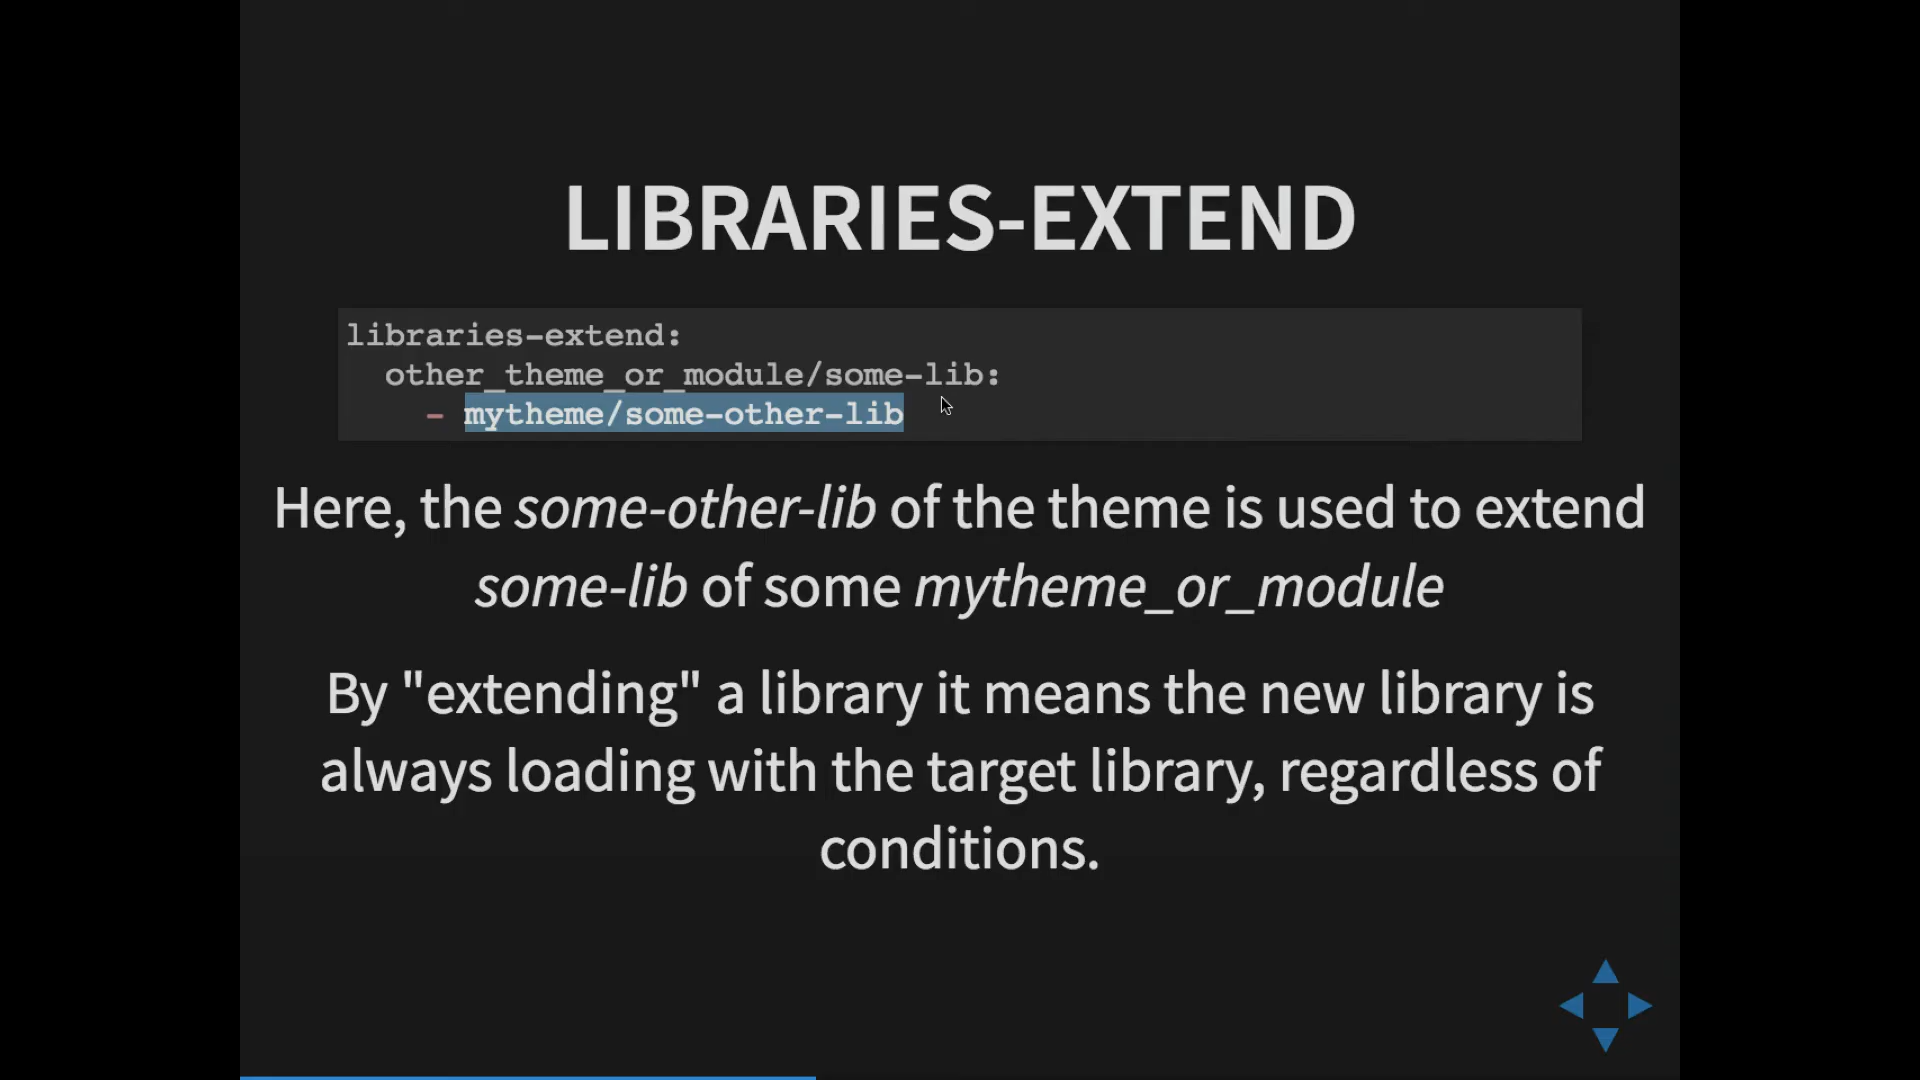 LIBRARIES-EXTEND
libraries-extend:
other_theme_or_module/some-lib:
- mytheme/some-other-lib
Here, the some-other-lib of the theme is used to extend
some-lib of some mytheme_or_module
By "extending" a library it means the new library is
always loading with the target library, regardless of
conditions.